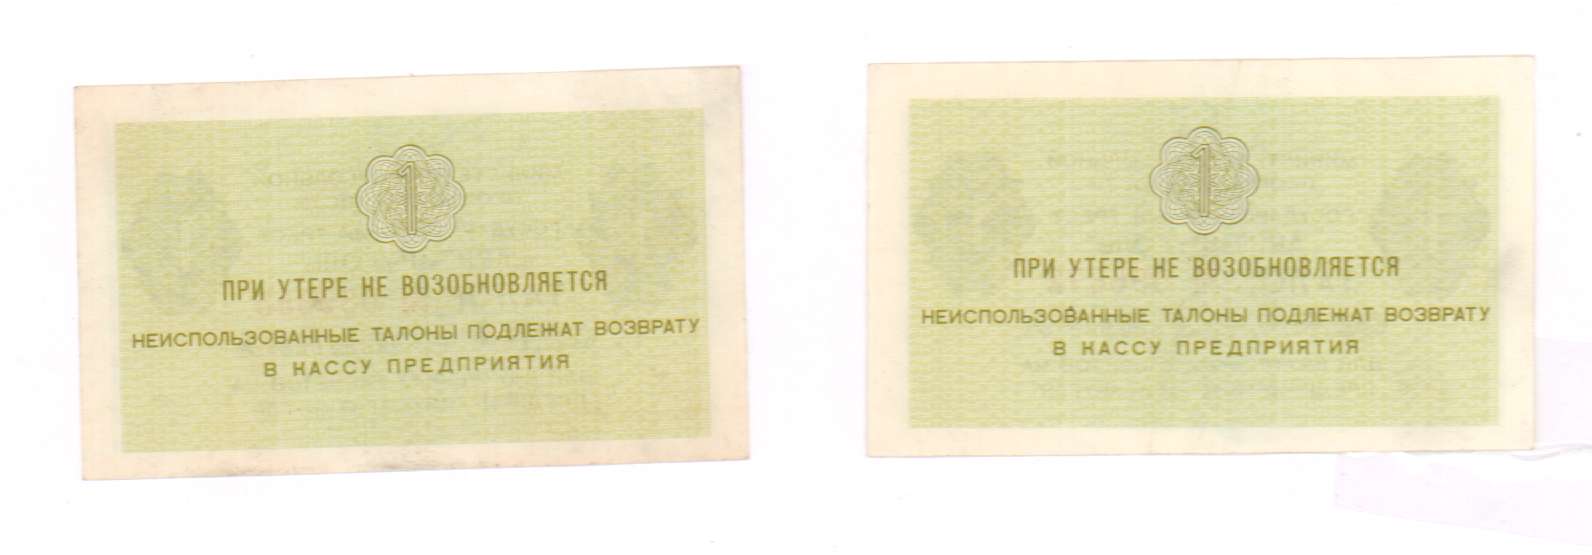 1
ПРИ УТЕРЕ НЕ ВОЗОБНОВЛЯЕТСЯ
НЕИСПОЛЬЗОВАННЫЕ ТАЛОНЫ ПОДЛЕЖАТ ВОЗВРАТУ
В КАССУ ПРЕДПРИЯТИЯ
1
ПРИ УТЕРЕ НЕ ВОЗОБНОВЛЯЕТСЯ
НЕИСПОЛЬЗОВАННЫЕ ТАЛОНЫ ПОДЛЕЖАТ ВОЗВРАТУ
В КАССУ ПРЕДПРИЯТИЯ